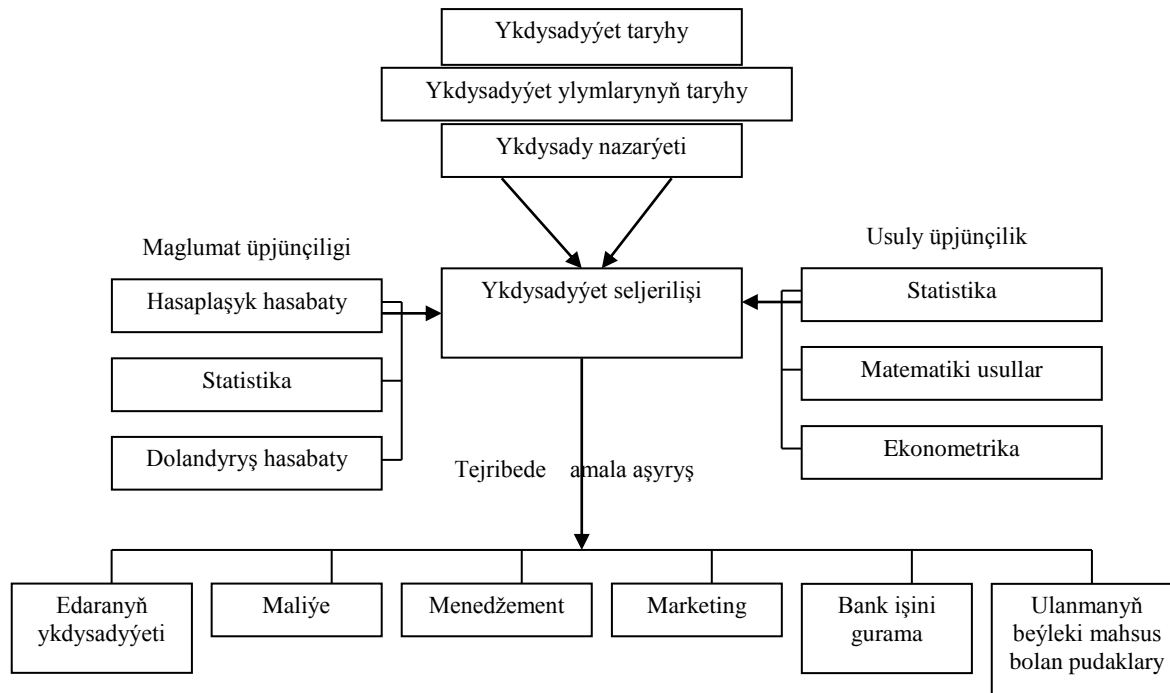 Ykdysadyýet taryhy
Ykdysadyýet ylymlarynyň taryhy
Ykdysady nazarýeti
Maglumat üpjünçiligi
Usuly üpjünçilik
Hasaplaşyk hasabaty
Ykdysadyýet seljerilişi
Statistika
Statistika
Matematiki usullar
Dolandyryş hasabaty
Ekonometrika
Tejribede amala aşyryş
Edaranyň
ykdysadyýeti
Maliýe
Menedžement
Marketing
Bank işini
gurama
Ulanmanyň
beýleki mahsus
bolan pudaklary